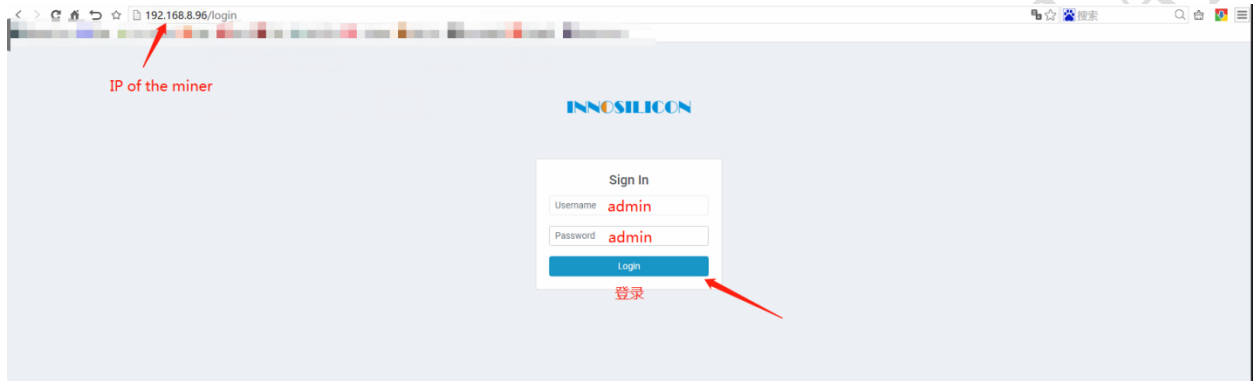 192.168.8.96/login
搜索
IP of the miner
INNOSILICON
Sign In
Username admin
Password admin
Login
登录